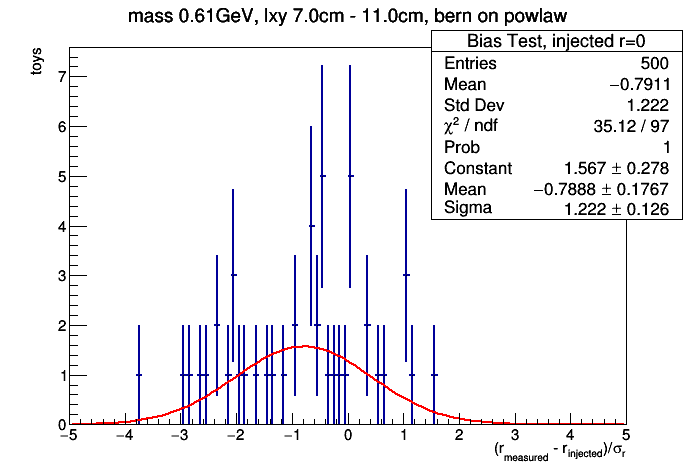 mass 0.61GeV, lxy 7.0cm - 11.0cm, bern on powlaw
Bias Test, injected r=0
Entries 500
Mean −0.7911
Std Dev 1.222
χ² / ndf 35.12 / 97
Prob 1
Constant 1.567 ± 0.278
Mean −0.7888 ± 0.1767
Sigma 1.222 ± 0.126
toys
7
6
5
4
3
2
1
0
−5 −4 −3 −2 −1 0 1 2 3 4 5
(r_measured - r_injected)/σ_r